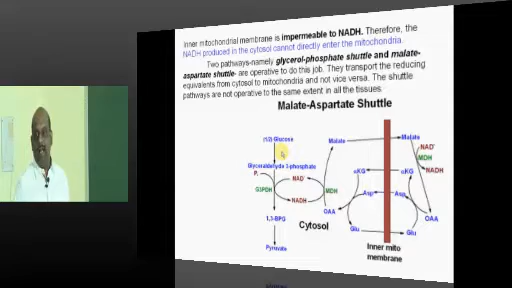 Inner mitochondrial membrane is impermeable to NADH. Therefore, the
NADH produced in the cytosol cannot directly enter the mitochondria.
Two pathways-namely glycerol-phosphate shuttle and malate-
aspartate shuttle- are operative to do this job. They transport the reducing
equivalents from cytosol to mitochondria and not vice versa. The shuttle
pathways are not operative to the same extent in all the tissues.
Malate-Aspartate Shuttle
(1/2) Glucose
Glyceraldehyde 3-phosphate
Pi
G3PDH
NAD+
NADH
1,3-BPG
Pyruvate
Malate
MDH
OAA
Cytosol
αKG
Asp
Glu
Inner mito
membrane
Malate
NAD+
MDH
NADH
αKG
Asp
OAA
Glu